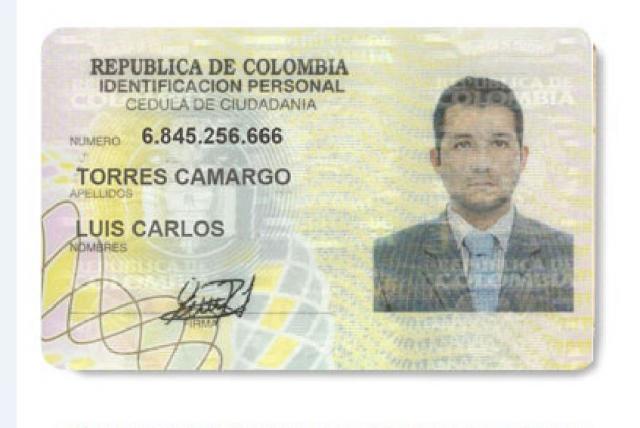 REPUBLICA DE COLOMBIA
IDENTIFICACION PERSONAL
CEDULA DE CIUDADANIA
NUMERO 6.845.256.666
TORRES CAMARGO
APELLIDOS
LUIS CARLOS
NOMBRES
FIRMA
REPUBLICA DE
COLOMBIA